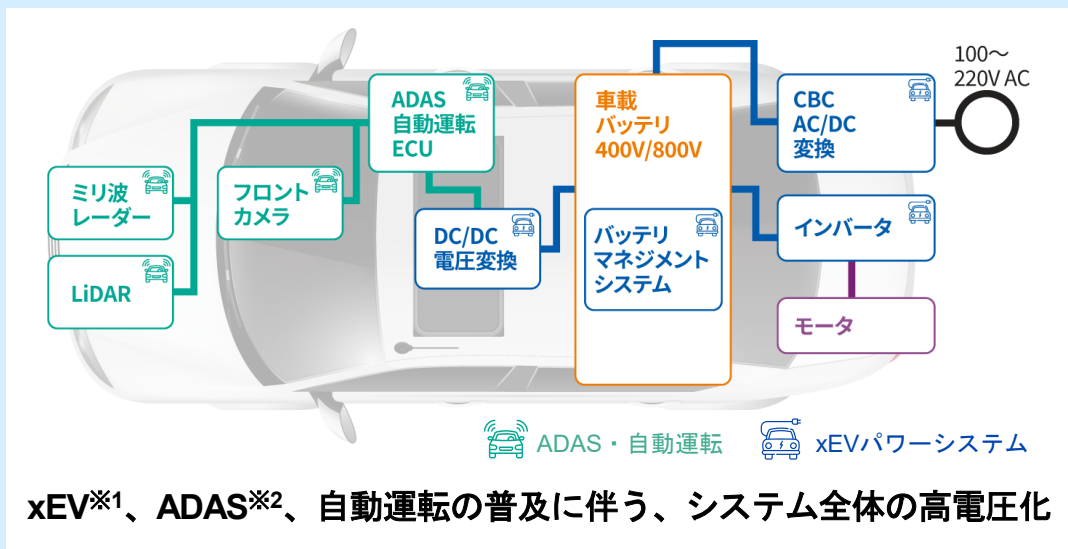 100～
220V AC
ADAS
自動運転
ECU
車載
バッテリ
400V/800V
CBC
AC/DC
変換
ミリ波
レーダー
フロント
カメラ
DC/DC
電圧変換
バッテリ
マネジメント
システム
インバータ
LiDAR
モータ
ADAS・自動運転
xEVパワーシステム
xEV※1、ADAS※2、自動運転の普及に伴う、システム全体の高電圧化